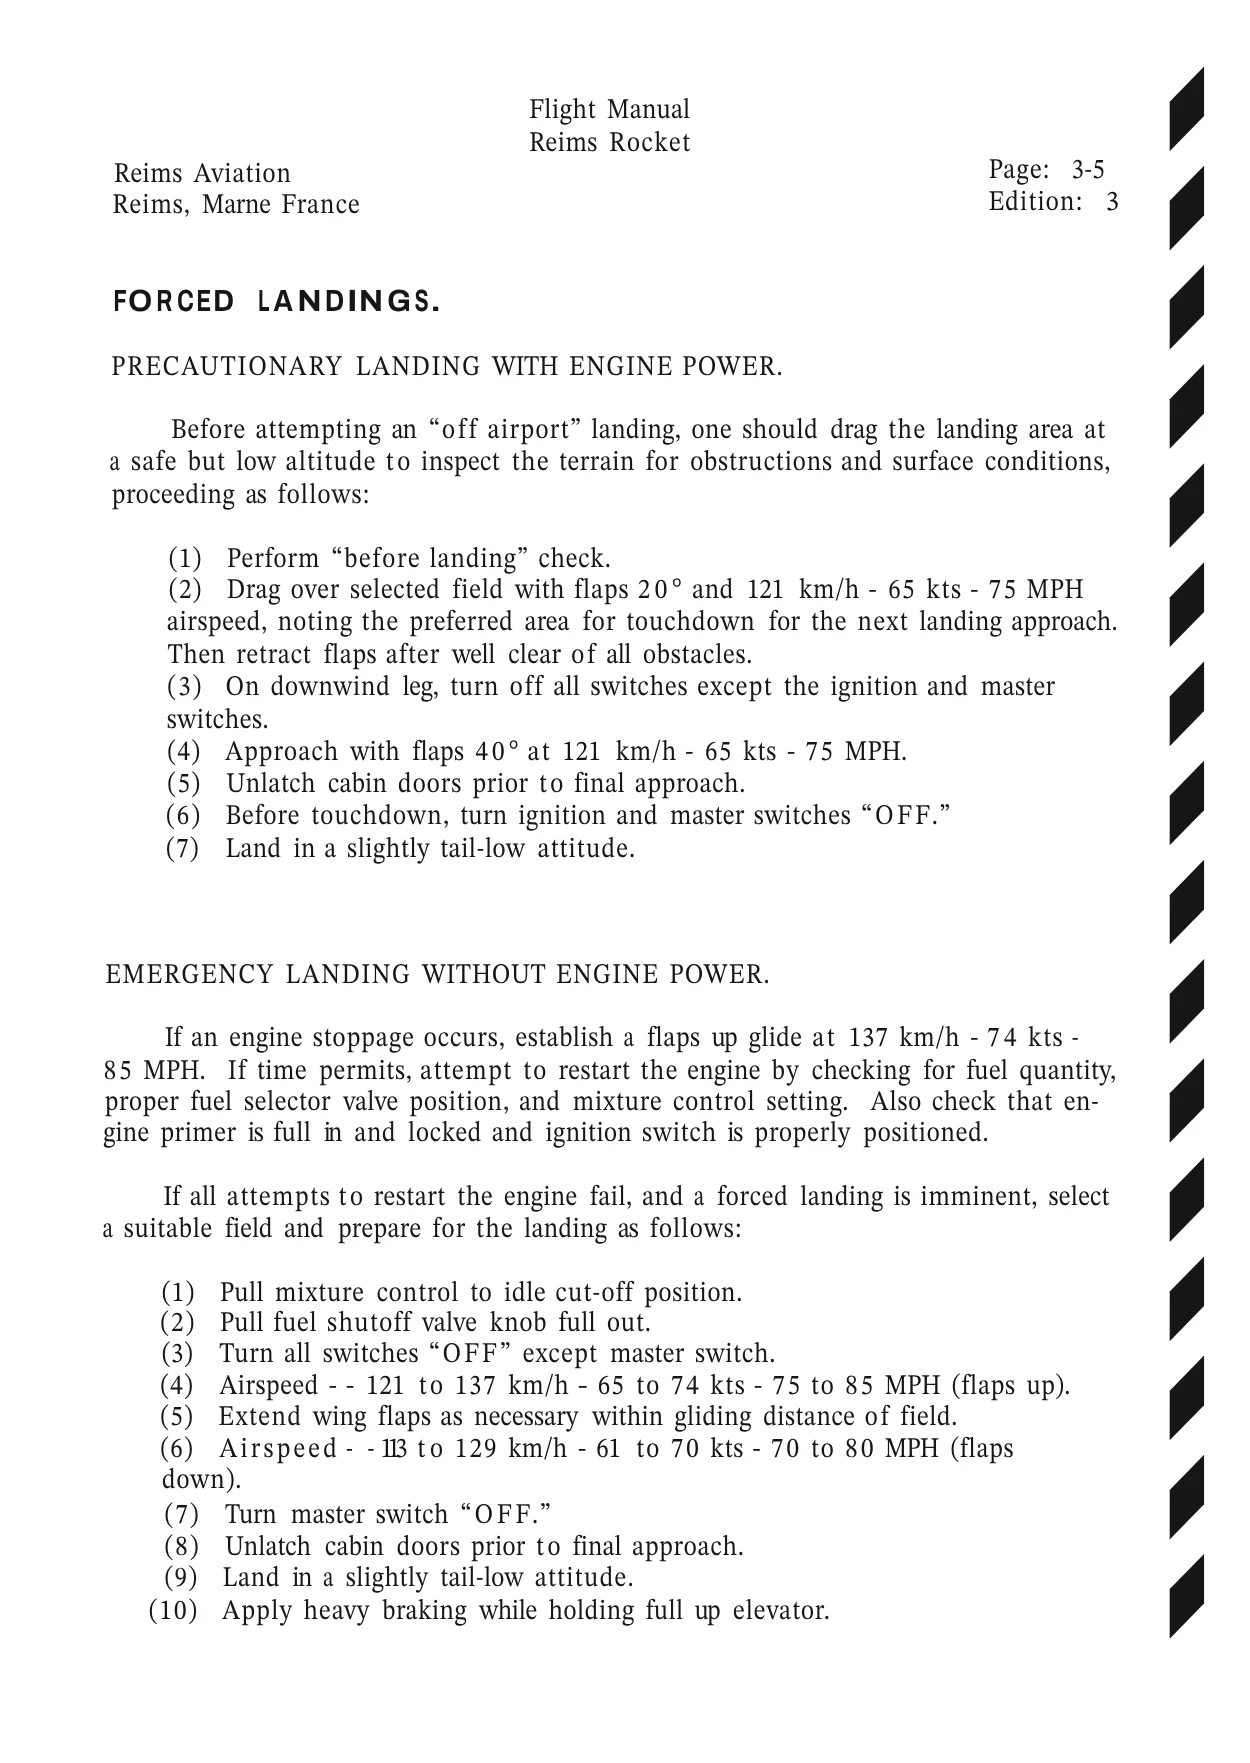 Flight Manual
Reims Rocket
Reims Aviation
Reims, Marne France
Page: 3-5
Edition: 3
FORCED LANDINGS.
PRECAUTIONARY LANDING WITH ENGINE POWER.
Before attempting an “off airport” landing, one should drag the landing area at
a safe but low altitude to inspect the terrain for obstructions and surface conditions,
proceeding as follows:
(1) Perform “before landing” check.
(2) Drag over selected field with flaps 20° and 121 km/h - 65 kts - 75 MPH
airspeed, noting the preferred area for touchdown for the next landing approach.
Then retract flaps after well clear of all obstacles.
(3) On downwind leg, turn off all switches except the ignition and master
switches.
(4) Approach with flaps 40° at 121 km/h - 65 kts - 75 MPH.
(5) Unlatch cabin doors prior to final approach.
(6) Before touchdown, turn ignition and master switches “OFF.”
(7) Land in a slightly tail-low attitude.
EMERGENCY LANDING WITHOUT ENGINE POWER.
If an engine stoppage occurs, establish a flaps up glide at 137 km/h - 74 kts -
85 MPH. If time permits, attempt to restart the engine by checking for fuel quantity,
proper fuel selector valve position, and mixture control setting. Also check that en-
gine primer is full in and locked and ignition switch is properly positioned.
If all attempts to restart the engine fail, and a forced landing is imminent, select
a suitable field and prepare for the landing as follows:
(1) Pull mixture control to idle cut-off position.
(2) Pull fuel shutoff valve knob full out.
(3) Turn all switches “OFF” except master switch.
(4) Airspeed - - 121 to 137 km/h - 65 to 74 kts - 75 to 85 MPH (flaps up).
(5) Extend wing flaps as necessary within gliding distance of field.
(6) Airspeed - - 113 to 129 km/h - 61 to 70 kts - 70 to 80 MPH (flaps
down).
(7) Turn master switch “OFF.”
(8) Unlatch cabin doors prior to final approach.
(9) Land in a slightly tail-low attitude.
(10) Apply heavy braking while holding full up elevator.